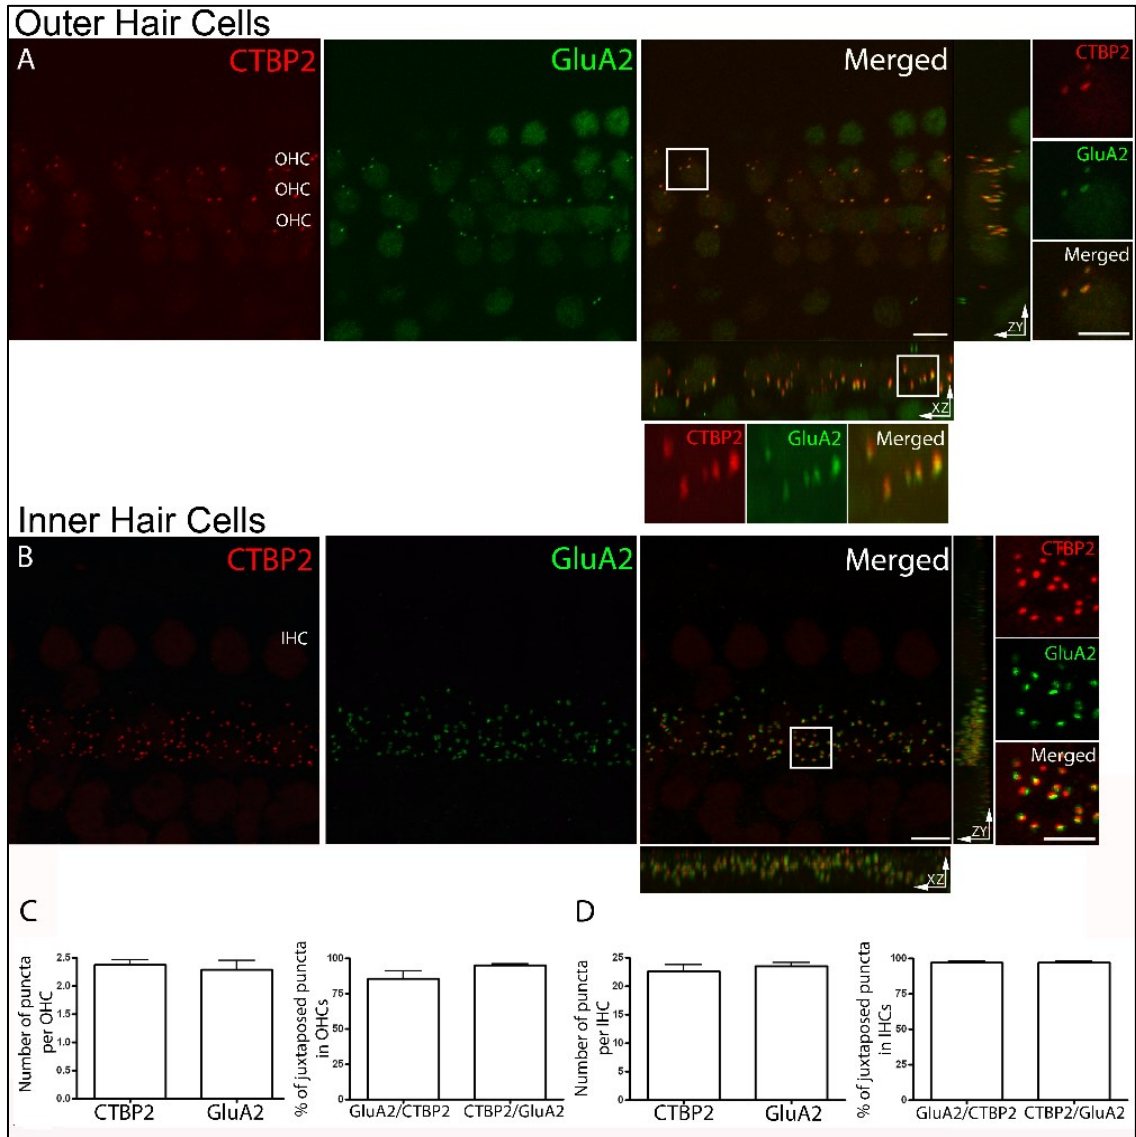 Outer Hair Cells
A CTBP2 GluA2 Merged CTBP2
OHC
OHC
OHC
GluA2
Merged
ZY
XZ
CTBP2 GluA2 Merged
Inner Hair Cells
B CTBP2 GluA2 Merged CTBP2
IHC
GluA2
Merged
ZY
XZ
C
Number of puncta
per OHC
2.5
2.0
1.5
1.0
0.5
0.0
CTBP2 GluA2
% of juxtaposed puncta
in OHCs
100
75
50
25
0
GluA2/CTBP2 CTBP2/GluA2
D
Number of puncta
per IHC
25
20
15
10
5
0
CTBP2 GluA2
% of juxtaposed puncta
in IHCs
100
75
50
25
0
GluA2/CTBP2 CTBP2/GluA2